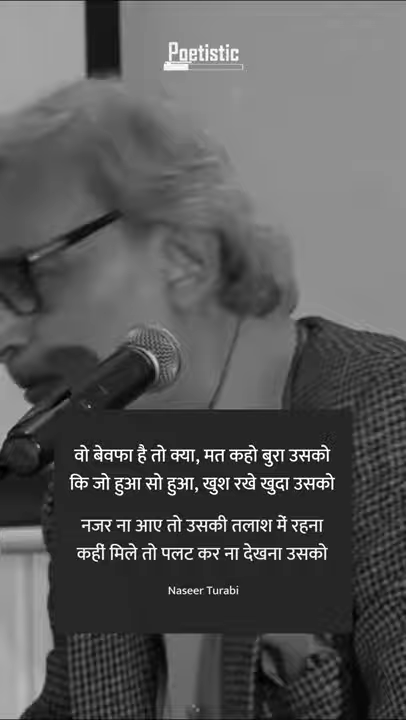 Poetistic
वो बेवफा है तो क्या, मत कहो बुरा उसको
कि जो हुआ सो हुआ, खुश रखे खुदा उसको
नजर ना आए तो उसकी तलाश में रहना
कहीं मिले तो पलट कर ना देखना उसको
Naseer Turabi